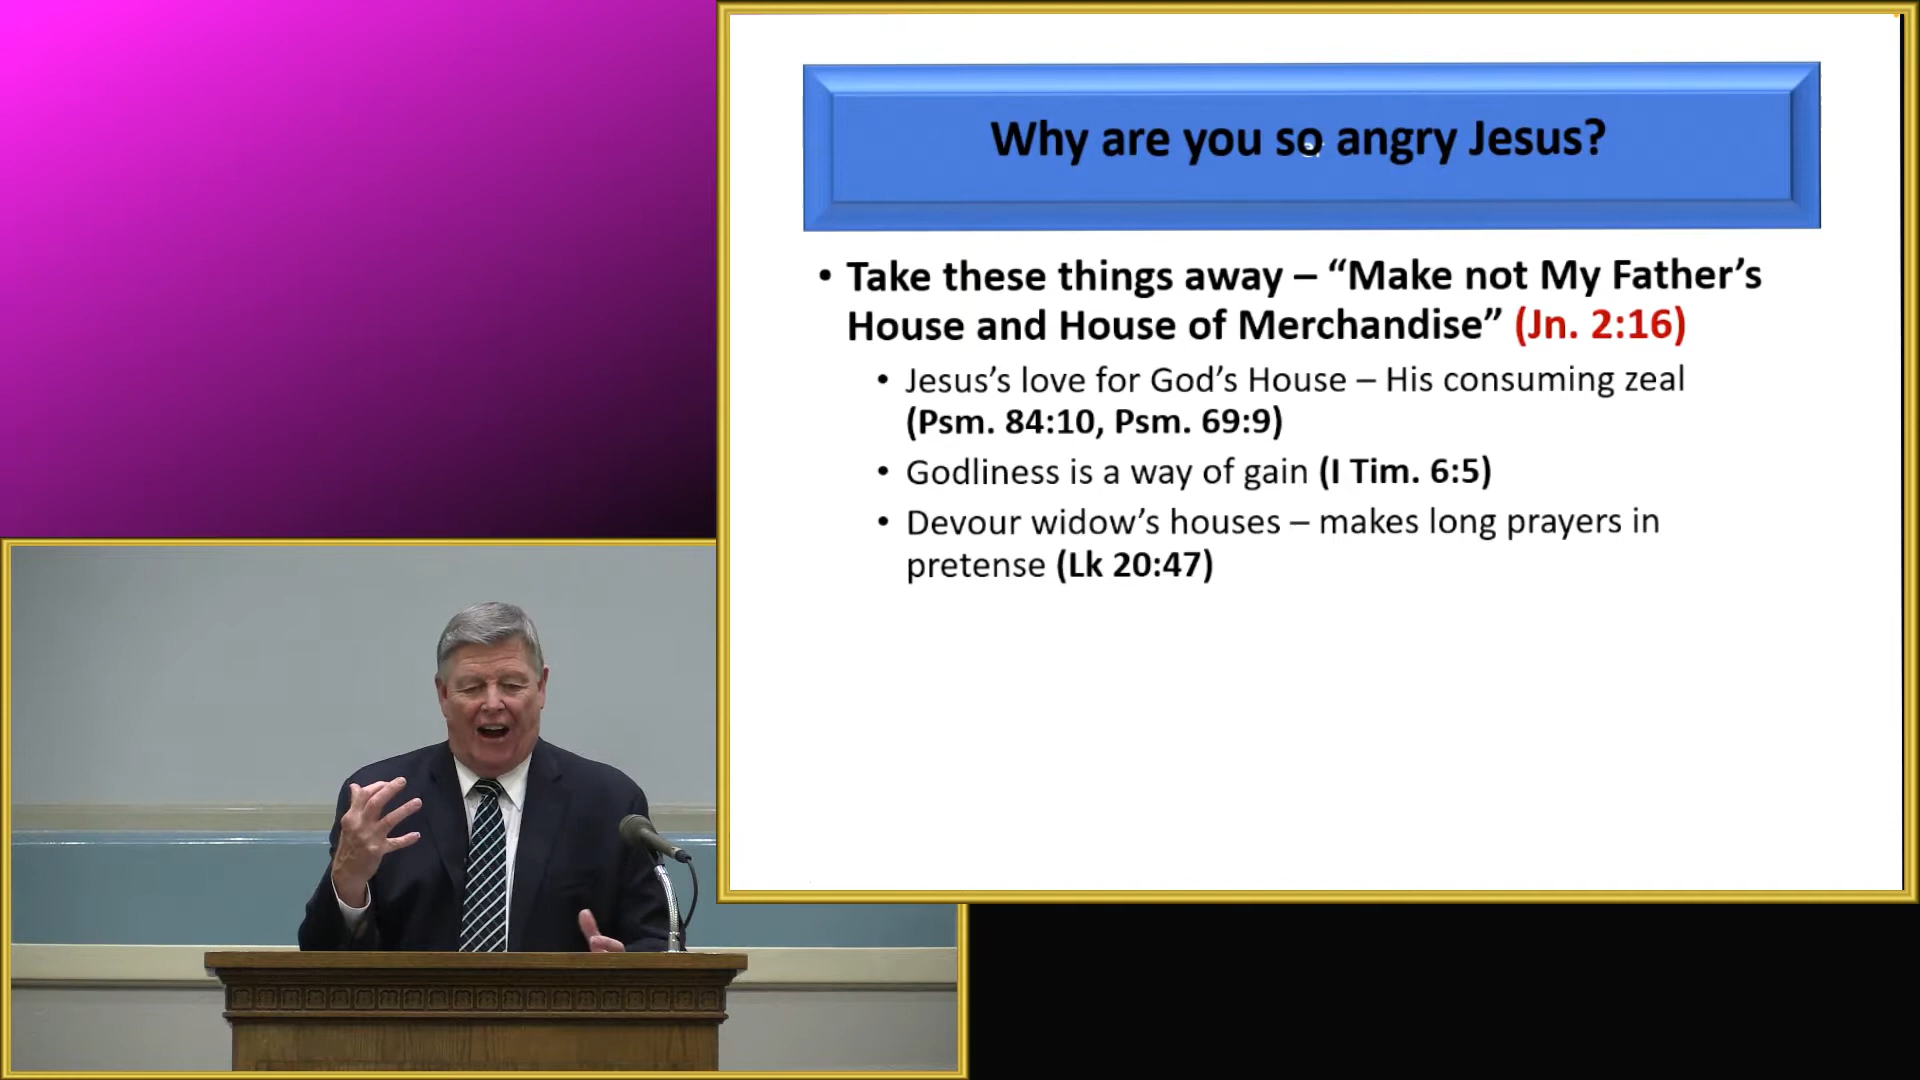 Why are you so angry Jesus?
• Take these things away – “Make not My Father’s
House and House of Merchandise” (Jn. 2:16)
• Jesus’s love for God’s House – His consuming zeal
(Psm. 84:10, Psm. 69:9)
• Godliness is a way of gain (I Tim. 6:5)
• Devour widow’s houses – makes long prayers in
pretense (Lk 20:47)